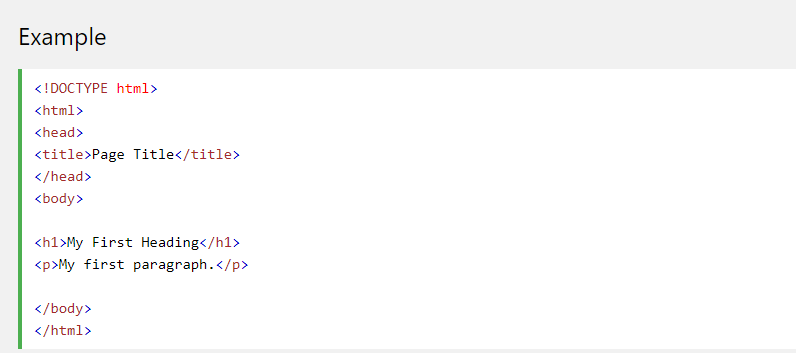 Example
<!DOCTYPE html>
<html>
<head>
<title>Page Title</title>
</head>
<body>
<h1>My First Heading</h1>
<p>My first paragraph.</p>
</body>
</html>